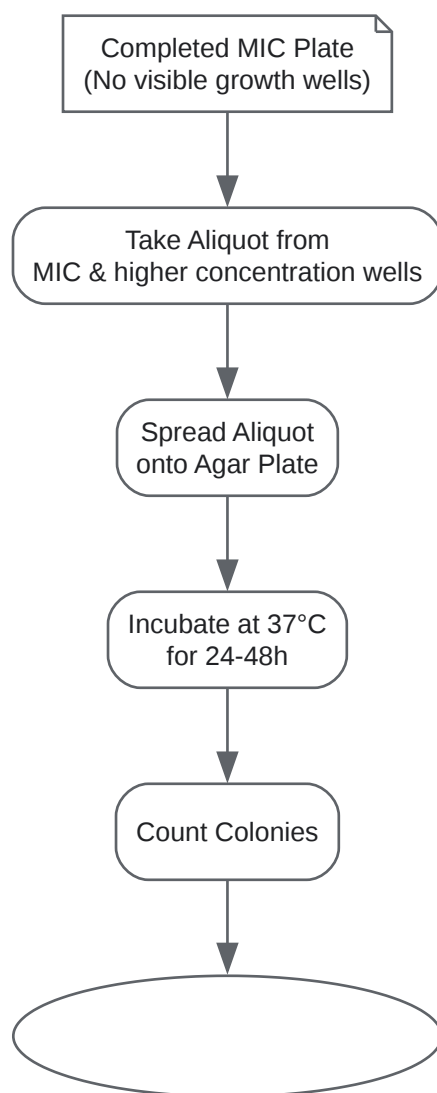 Completed MIC Plate
(No visible growth wells)
Take Aliquot from
MIC & higher concentration wells
Spread Aliquot
onto Agar Plate
Incubate at 37°C
for 24-48h
Count Colonies